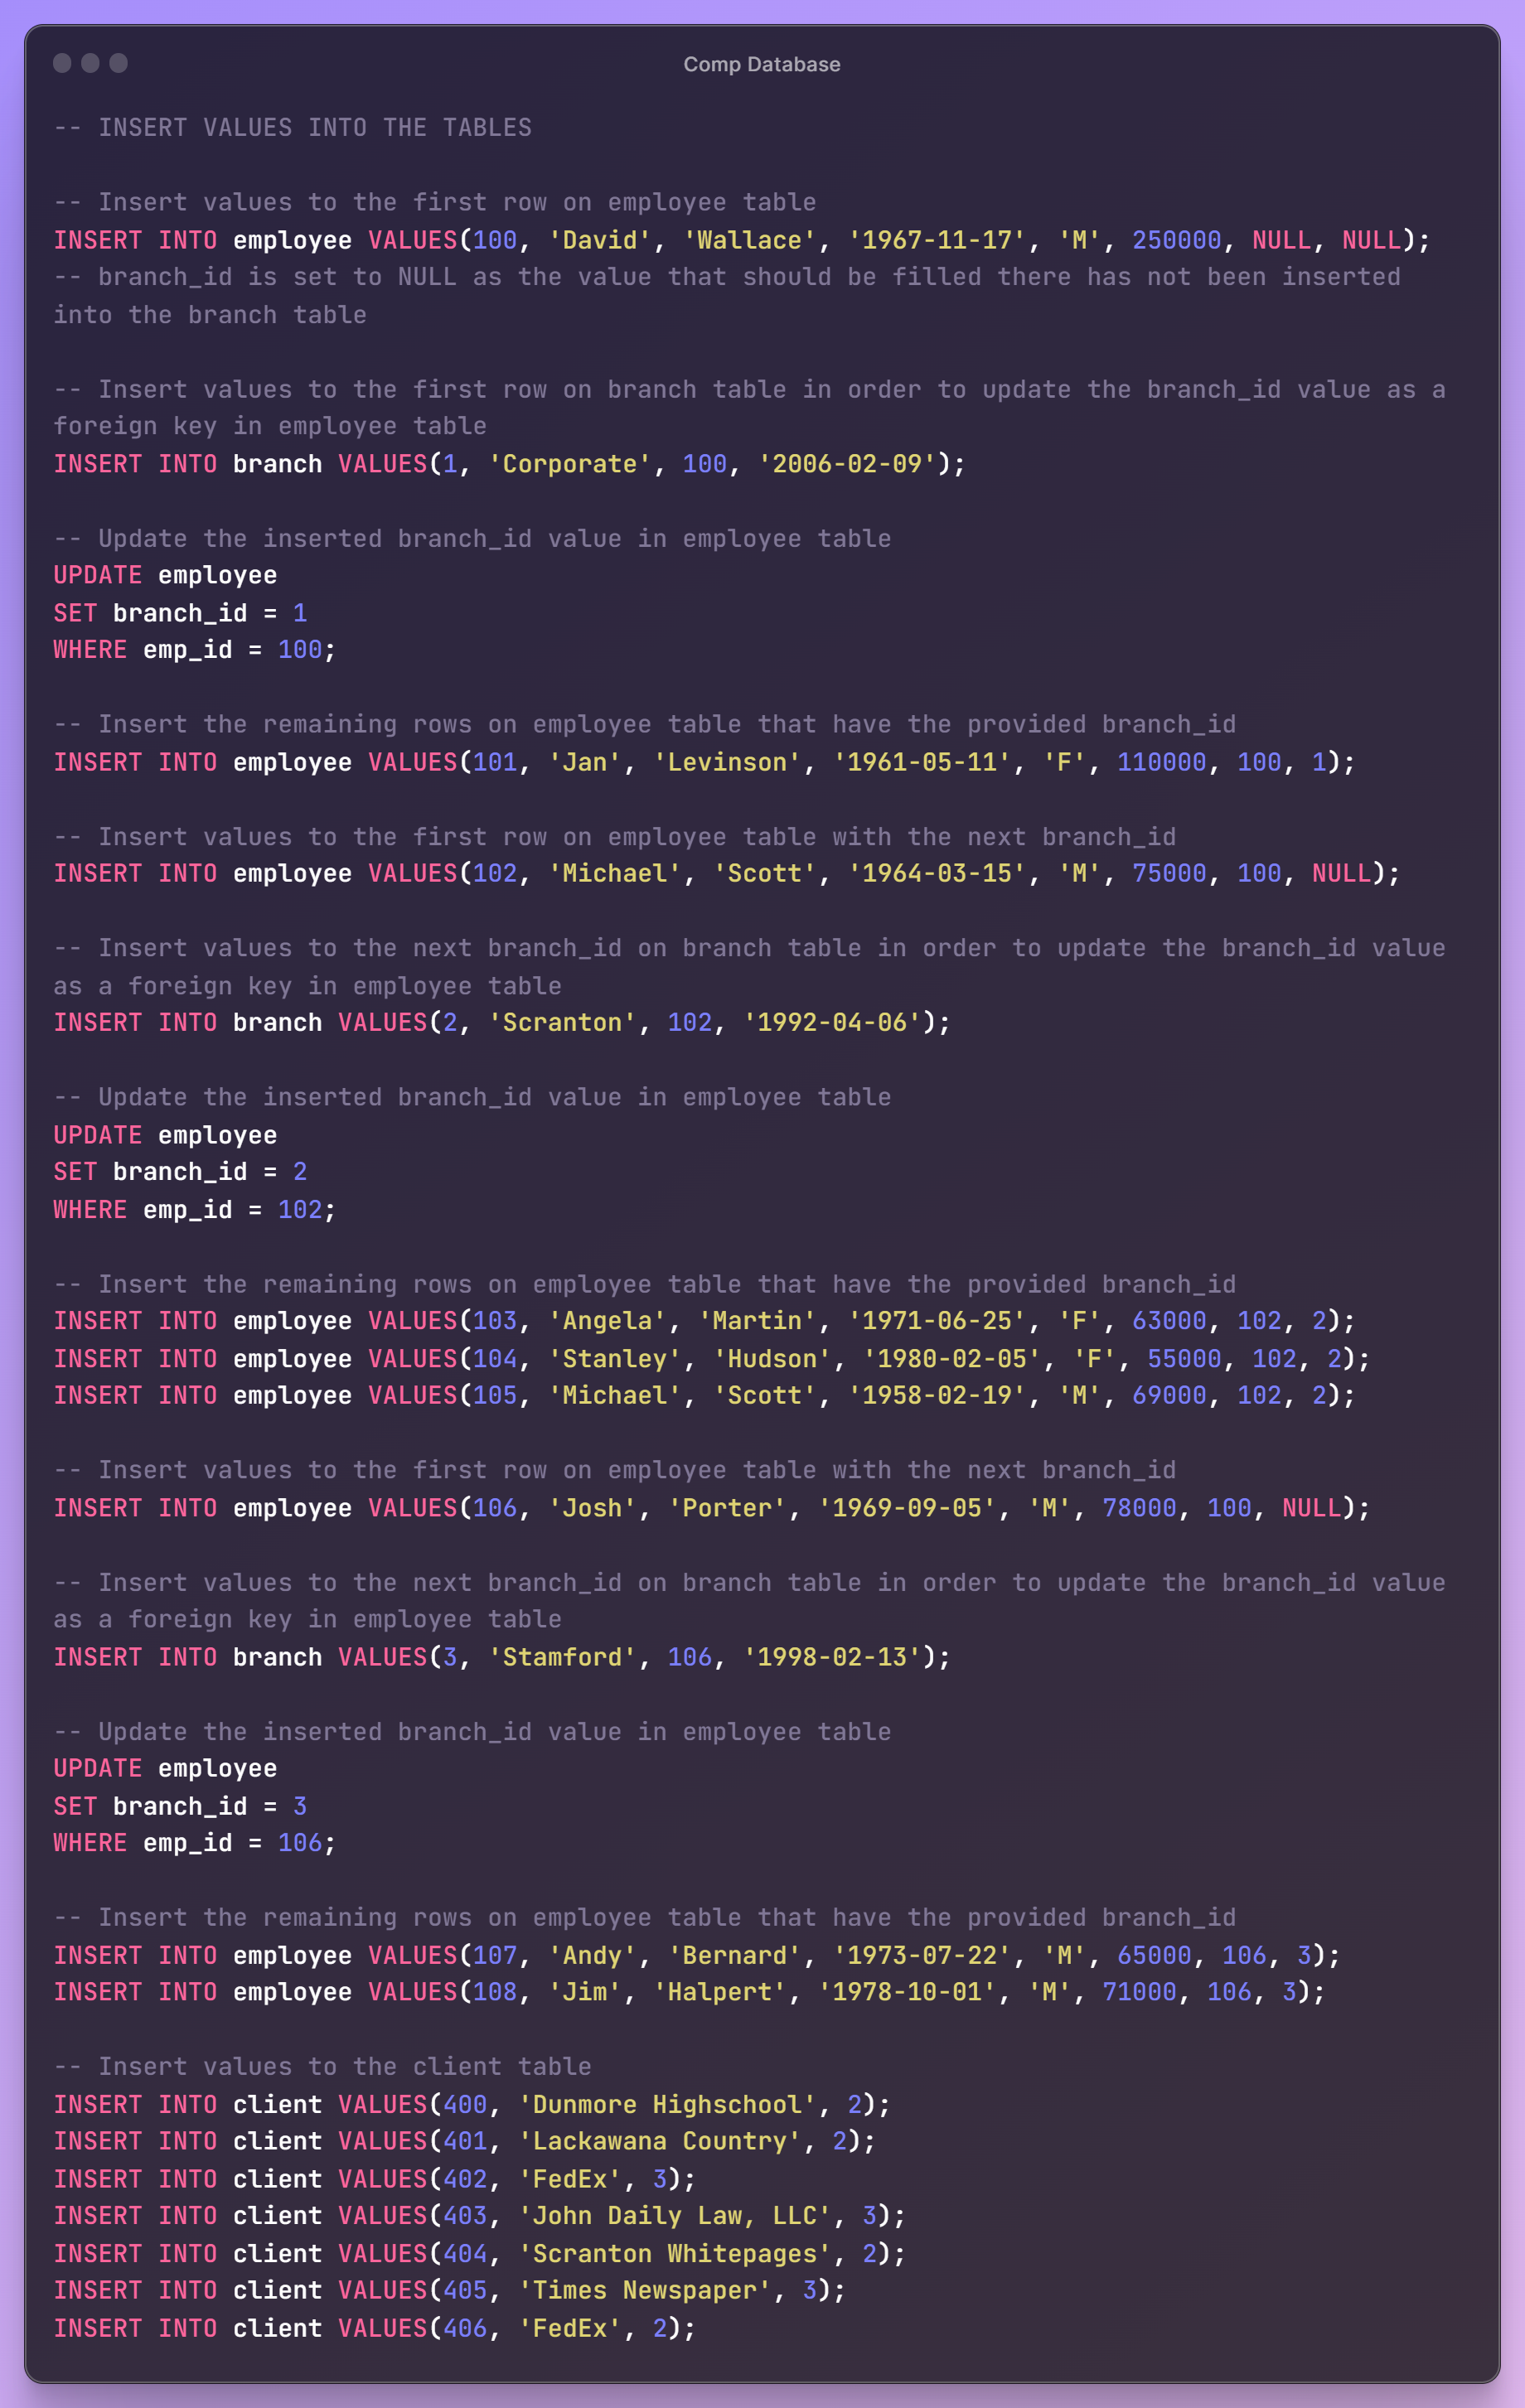 Comp Database
-- INSERT VALUES INTO THE TABLES
-- Insert values to the first row on employee table
INSERT INTO employee VALUES(100, 'David', 'Wallace', '1967-11-17', 'M', 250000, NULL, NULL);
-- branch_id is set to NULL as the value that should be filled there has not been inserted
into the branch table
-- Insert values to the first row on branch table in order to update the branch_id value as a
foreign key in employee table
INSERT INTO branch VALUES(1, 'Corporate', 100, '2006-02-09');
-- Update the inserted branch_id value in employee table
UPDATE employee
SET branch_id = 1
WHERE emp_id = 100;
-- Insert the remaining rows on employee table that have the provided branch_id
INSERT INTO employee VALUES(101, 'Jan', 'Levinson', '1961-05-11', 'F', 110000, 100, 1);
-- Insert values to the first row on employee table with the next branch_id
INSERT INTO employee VALUES(102, 'Michael', 'Scott', '1964-03-15', 'M', 75000, 100, NULL);
-- Insert values to the next branch_id on branch table in order to update the branch_id value
as a foreign key in employee table
INSERT INTO branch VALUES(2, 'Scranton', 102, '1992-04-06');
-- Update the inserted branch_id value in employee table
UPDATE employee
SET branch_id = 2
WHERE emp_id = 102;
-- Insert the remaining rows on employee table that have the provided branch_id
INSERT INTO employee VALUES(103, 'Angela', 'Martin', '1971-06-25', 'F', 63000, 102, 2);
INSERT INTO employee VALUES(104, 'Stanley', 'Hudson', '1980-02-05', 'F', 55000, 102, 2);
INSERT INTO employee VALUES(105, 'Michael', 'Scott', '1958-02-19', 'M', 69000, 102, 2);
-- Insert values to the first row on employee table with the next branch_id
INSERT INTO employee VALUES(106, 'Josh', 'Porter', '1969-09-05', 'M', 78000, 100, NULL);
-- Insert values to the next branch_id on branch table in order to update the branch_id value
as a foreign key in employee table
INSERT INTO branch VALUES(3, 'Stamford', 106, '1998-02-13');
-- Update the inserted branch_id value in employee table
UPDATE employee
SET branch_id = 3
WHERE emp_id = 106;
-- Insert the remaining rows on employee table that have the provided branch_id
INSERT INTO employee VALUES(107, 'Andy', 'Bernard', '1973-07-22', 'M', 65000, 106, 3);
INSERT INTO employee VALUES(108, 'Jim', 'Halpert', '1978-10-01', 'M', 71000, 106, 3);
-- Insert values to the client table
INSERT INTO client VALUES(400, 'Dunmore Highschool', 2);
INSERT INTO client VALUES(401, 'Lackawana Country', 2);
INSERT INTO client VALUES(402, 'FedEx', 3);
INSERT INTO client VALUES(403, 'John Daily Law, LLC', 3);
INSERT INTO client VALUES(404, 'Scranton Whitepages', 2);
INSERT INTO client VALUES(405, 'Times Newspaper', 3);
INSERT INTO client VALUES(406, 'FedEx', 2);